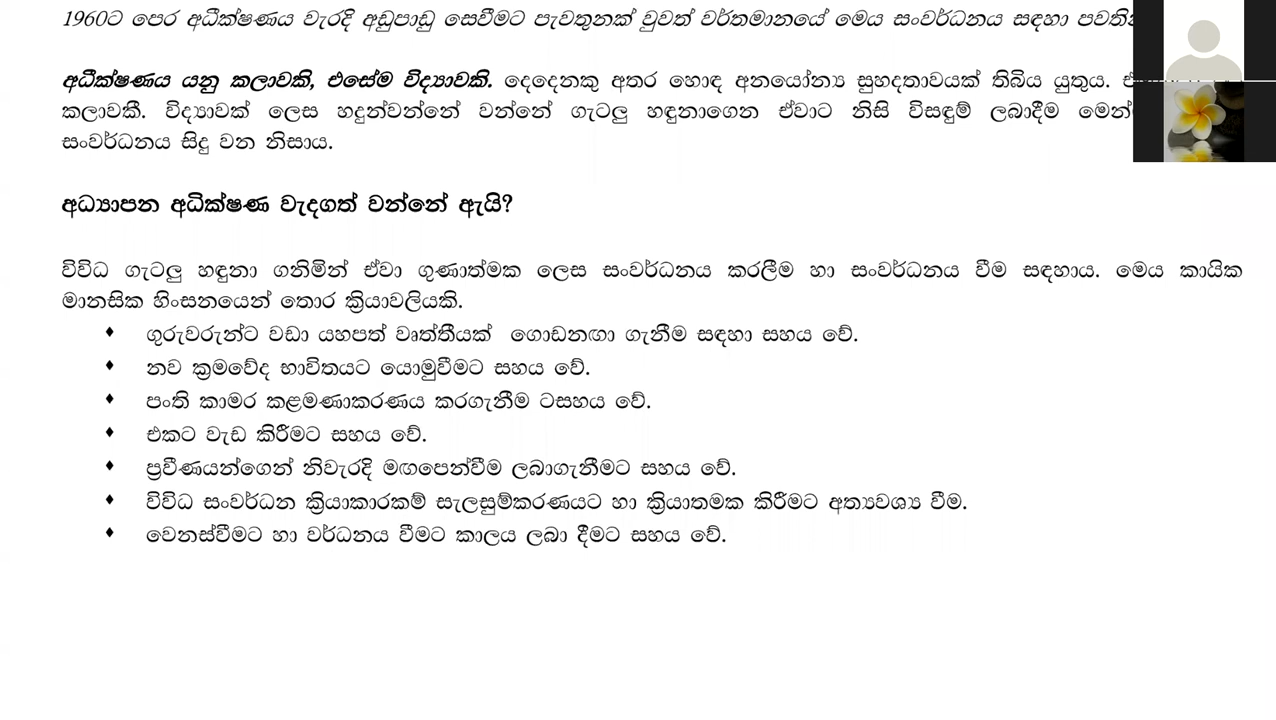 1960ට පෙර අධීක්ෂණය වැරදි අඩුපාඩු සෙවීමට පැවතුනක් වුවත් වර්තමානයේ මෙය සංවර්ධනය සඳහා
අධීක්ෂණය යනු කලාවකි, එසේම විද්‍යාවකි. දෙදෙනකු අතර හොඳ අන‍යෝන්‍ය සුහදතාවයක් තිබිය යුතුය.
කලාවකී. විද්‍යාවක් ලෙස හදුන්වන්නේ වන්නේ ගැටලු හඳුනාගෙන ඒවාට නිසි විසඳුම් ලබාදීම
සංවර්ධනය සිදු වන නිසාය.
අධ්‍යාපන අධික්ෂණ වැදගත් වන්නේ ඇයි?
විවිධ ගැටලු හඳුනා ගනිමින් ඒවා ගුණාත්මක ලෙස සංවර්ධනය කරලීම හා සංවර්ධනය වීම සඳහාය. මෙය කායික
මානසික හිංසනයෙන් තොර ක්‍රියාවලියකි.
♦ ගුරුවරුන්ට වඩා යහපත් වෘත්තීයක් ගොඩනඟා ගැනීම සඳහා සහය වේ.
♦ නව ක්‍රමවේද භාවිතයට යොමුවීමට සහය වේ.
♦ පංති කාමර කළමණාකරණය කරගැනීම ටසහය වේ.
♦ එකට වැඩ කිරීමට සහය වේ.
♦ ප්‍රවීණයන්ගෙන් නිවැරදි මඟපෙන්වීම ලබාගැනීමට සහය වේ.
♦ විවිධ සංවර්ධන ක්‍රියාකාරකම් සැලසුම්කරණයට හා ක්‍රියාතමක කිරීමට අත්‍යවශ්‍ය වීම.
♦ වෙනස්වීමට හා වර්ධනය වීමට කාලය ලබා දීමට සහය වේ.